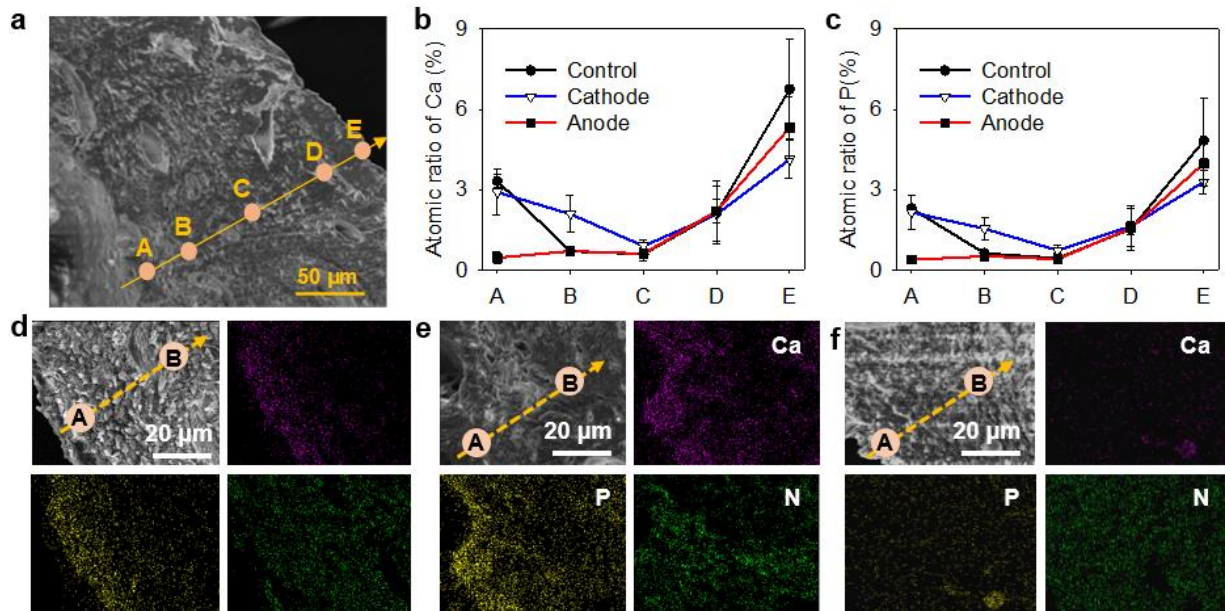 a
A
B
C
D
E
50 µm
b
Atomic ratio of Ca (%)
9
6
3
0
Control
Cathode
Anode
A B C D E
c
Atomic ratio of P(%)
9
6
3
0
Control
Cathode
Anode
A B C D E
d
A
B
20 µm
e
A
B
20 µm
Ca
P
N
f
A
B
20 µm
Ca
P
N